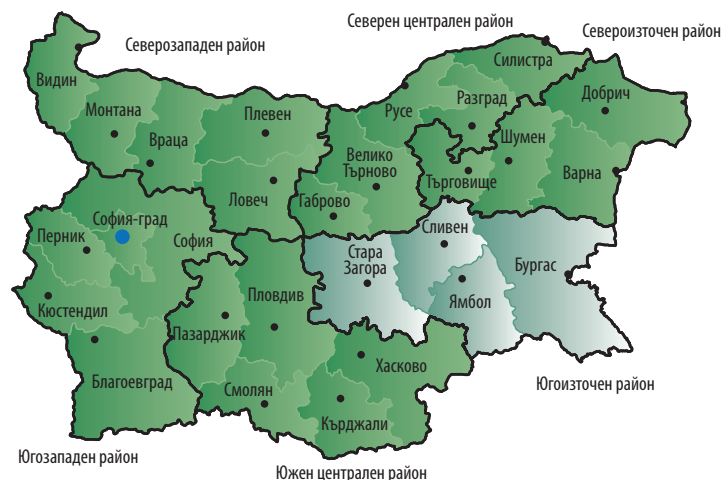 Северен централен район
Североизточен район
Северозападен район
Силистра
Видин
Добрич
Монтана
Плевен
Русе
Разград
Враца
Шумен
Велико
Търново
Ловеч
Габрово
Търговище
Варна
София-град
Перник
София
Сливен
Стара
Загора
Бургас
Кюстендил
Пловдив
Ямбол
Пазарджик
Хасково
Благоевград
Смолян
Кърджали
Югоизточен район
Югозападен район
Южен централен район